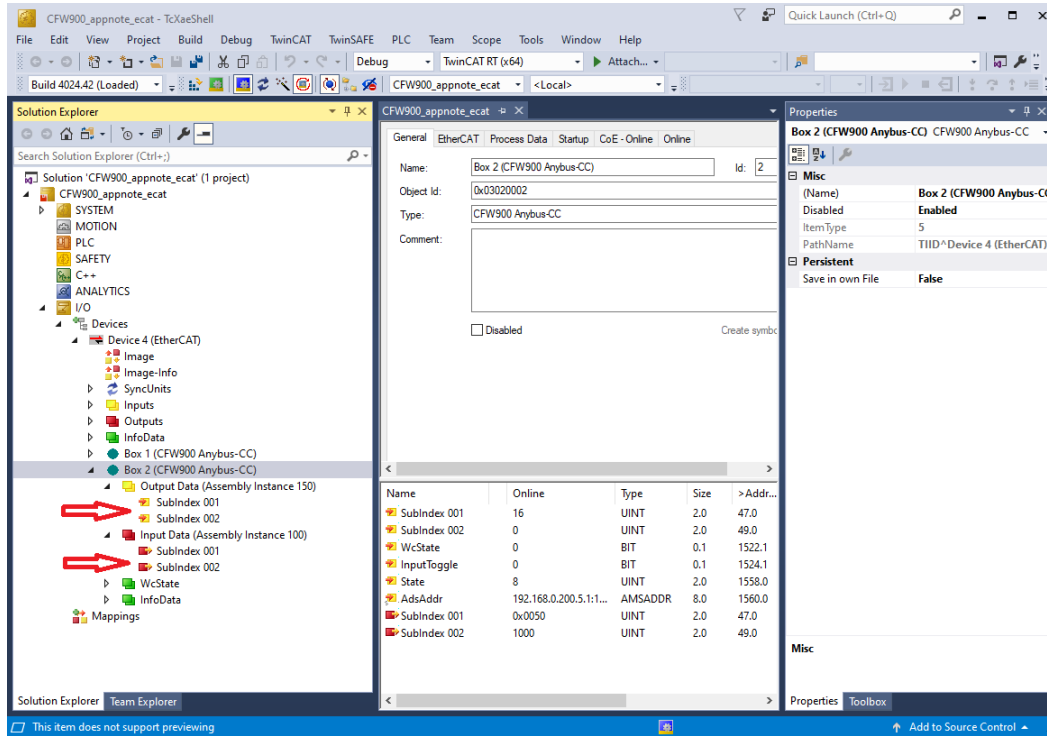 CFW900_appnote_ecat - TcXaeShell
Quick Launch (Ctrl+Q)
File Edit View Project Build Debug TwinCAT TwinSAFE PLC Team Scope Tools Window Help
Debug TwinCAT RT (x64) Attach...
Build 4024.42 (Loaded) CFW900_appnote_ecat <Local>
Solution Explorer
Search Solution Explorer (Ctrl+;)
Solution 'CFW900_appnote_ecat' (1 project)
CFW900_appnote_ecat
SYSTEM
MOTION
PLC
SAFETY
C++
ANALYTICS
I/O
Devices
Device 4 (EtherCAT)
Image
Image-Info
SyncUnits
Inputs
Outputs
InfoData
Box 1 (CFW900 Anybus-CC)
Box 2 (CFW900 Anybus-CC)
Output Data (Assembly Instance 150)
SubIndex 001
SubIndex 002
Input Data (Assembly Instance 100)
SubIndex 001
SubIndex 002
WcState
InfoData
Mappings
Solution Explorer Team Explorer
CFW900_appnote_ecat
General EtherCAT Process Data Startup CoE - Online Online
Name: Box 2 (CFW900 Anybus-CC) Id: 2
Object Id: 0x03020002
Type: CFW900 Anybus-CC
Comment:
Disabled Create symbo
Name Online Type Size >Addr...
SubIndex 001 16 UINT 2.0 47.0
SubIndex 002 0 UINT 2.0 49.0
WcState 0 BIT 0.1 1522.1
InputToggle 0 BIT 0.1 1524.1
State 8 UINT 2.0 1558.0
AdsAddr 192.168.0.200.5.1:1... AMSADDR 8.0 1560.0
SubIndex 001 0x0050 UINT 2.0 47.0
SubIndex 002 1000 UINT 2.0 49.0
Properties
Box 2 (CFW900 Anybus-CC) CFW900 Anybus-CC
Misc
(Name) Box 2 (CFW900 Anybus-C
Disabled Enabled
ItemType 5
PathName TIID^Device 4 (EtherCAT)
Persistent
Save in own File False
Misc
Properties Toolbox
This item does not support previewing
Add to Source Control